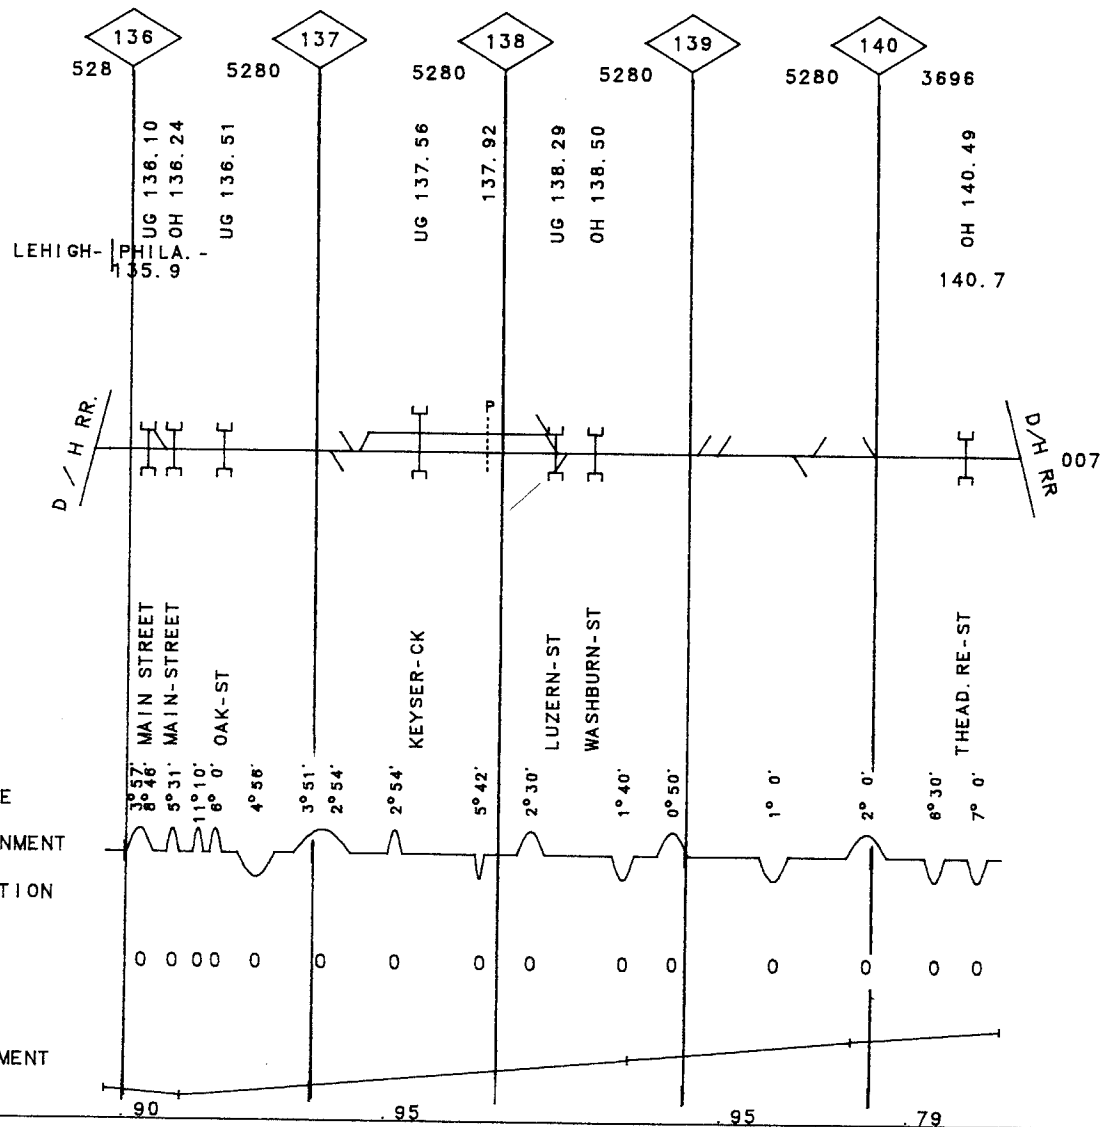 136 137 138 139 140
528 5280 5280 5280 5280 3696
UG 136.10
OH 136.24
UG 136.51
UG 137.56
137.92
UG 138.29
OH 138.50
OH 140.49
LEHIGH- PHILA. -
135.9
140.7
D / H RR.
P
D/H RR
007
MAIN STREET
MAIN-STREET
OAK-ST
KEYSER-CK
LUZERN-ST
WASHBURN-ST
THEAD. RE-ST
3°57'
8°46'
5°31'
11°10'
6° 0'
4°56'
3°51'
2°54'
2°54'
5°42'
2°30'
1°40'
0°50'
1° 0'
2° 0'
6°30'
7° 0'
E
NMENT
TION
0 0 0 0 0 0 0 0 0 0 0 0 0 0 0
MENT
.90 .95 .95 .79